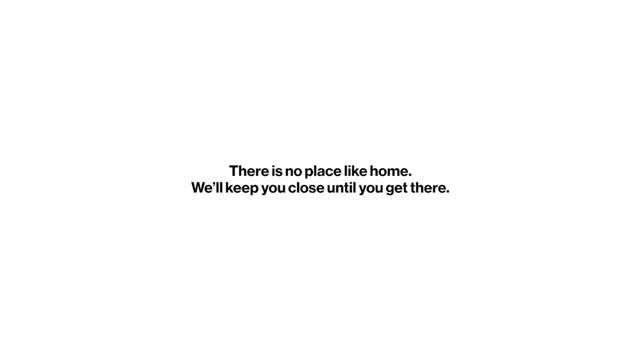 There is no place like home.
We’ll keep you close until you get there.